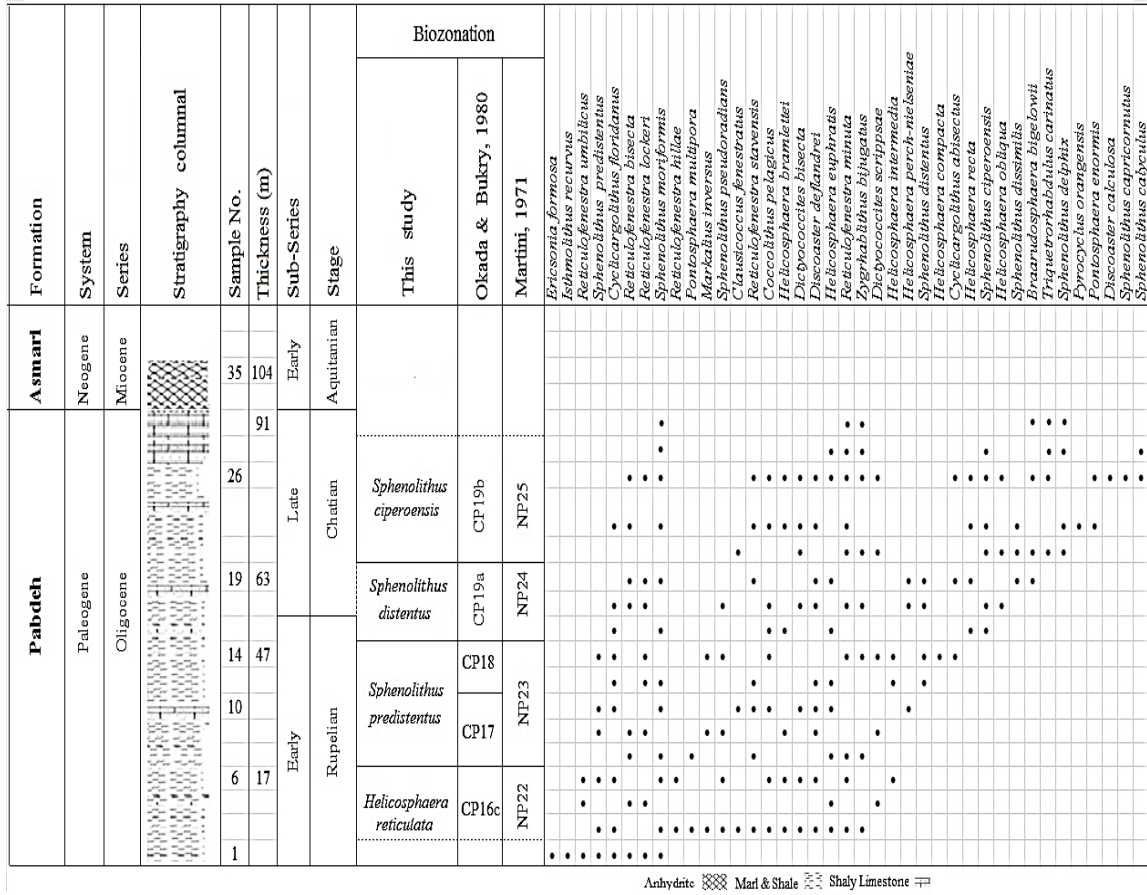 Biozonation
Formation
System
Series
Stratigraphy columnal
Sample No.
Thickness (m)
Sub-Series
Stage
This study
Okada & Bukry, 1980
Martini, 1971
Ericsonia formosa
Isthmolithus recurvus
Reticulofenestra umbilicus
Sphenolithus predistentus
Cyclicargolithus floridanus
Reticulofenestra bisecta
Reticulofenestra lockeri
Sphenolithus moriformis
Reticulofenestra hillae
Pontosphaera multipora
Markalius inversus
Sphenolithus pseudoradians
Clausicoccus fenestratus
Reticulofenestra stavensis
Coccolithus pelagicus
Helicosphaera bramlettei
Dictyococcites bisecta
Discoaster deflandrei
Helicosphaera euphratis
Reticulofenestra minuta
Zygrhablithus bijugatus
Dictyococcites scrippsae
Helicosphaera intermedia
Helicosphaera perch-nielseniae
Sphenolithus distentus
Helicosphaera compacta
Cyclicargolithus abisectus
Helicosphaera recta
Sphenolithus ciperoensis
Helicosphaera obliqua
Sphenolithus dissimilis
Braarudosphaera bigelowii
Triquetrorhabdulus carinatus
Sphenolithus delphix
Pyrocyclus orangensis
Pontosphaera enormis
Discoaster calculosa
Sphenolithus capricornutus
Sphenolithus calyculus
Asmarl
Neogene
Miocene
35 104
Early
Aquitanian
Pabdeh
Paleogene
Oligocene
91
26
19 63
14 47
10
6 17
1
Late
Early
Chatian
Rupelian
Sphenolithus
ciperoensis
CP19b
NP25
Sphenolithus
distentus
CP19a
NP24
Sphenolithus
predistentus
CP18
CP17
NP23
Helicosphaera
reticulata
CP16c
NP22
Anhydrite Marl & Shale Shaly Limestone